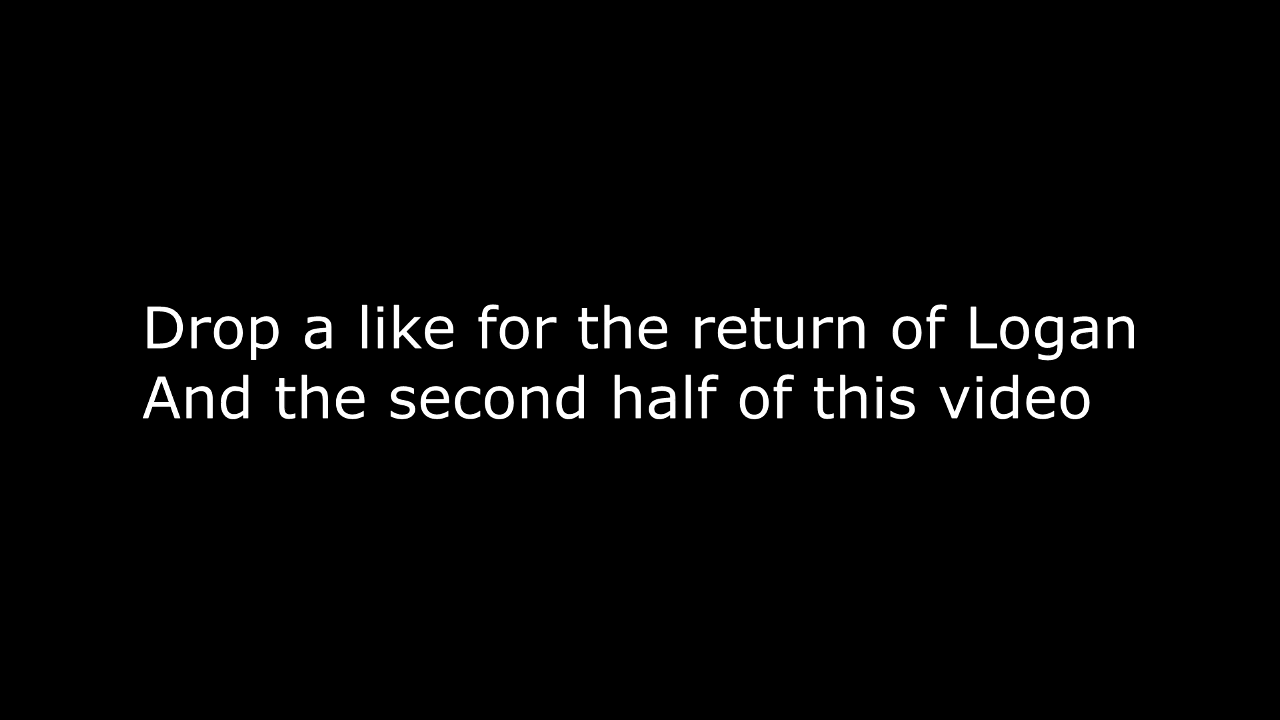 Drop a like for the return of Logan
And the second half of this video